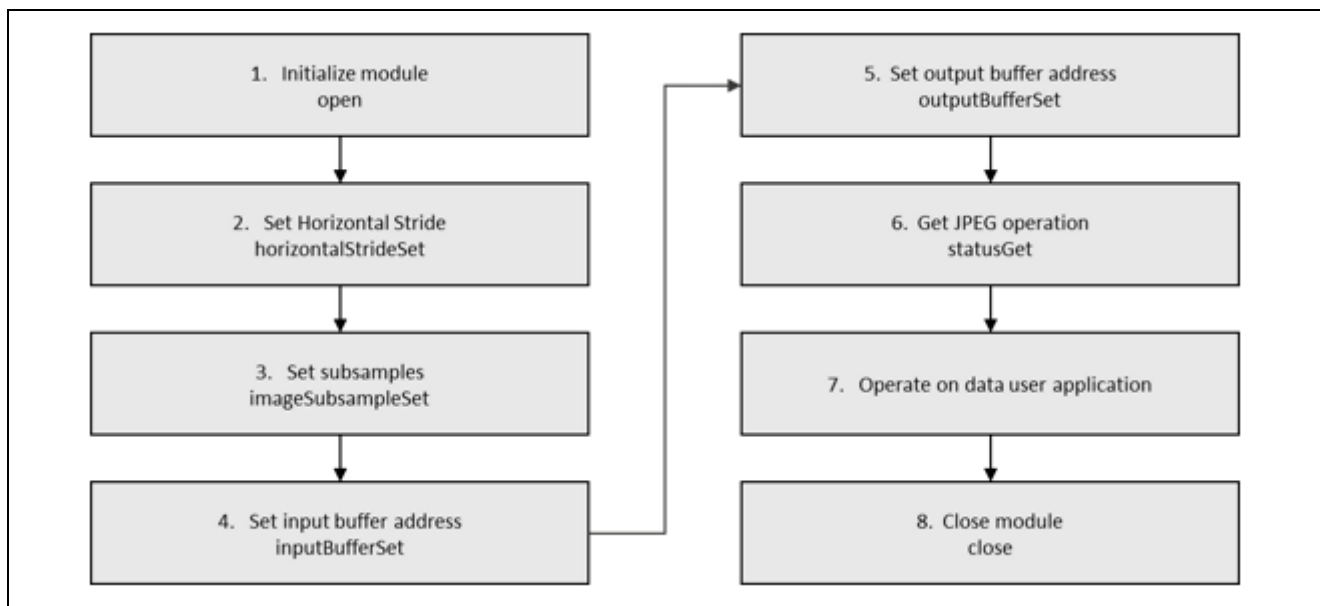 1. Initialize module
open
2. Set Horizontal Stride
horizontalStrideSet
3. Set subsamples
imageSubsampleSet
4. Set input buffer address
inputBufferSet
5. Set output buffer address
outputBufferSet
6. Get JPEG operation
statusGet
7. Operate on data user application
8. Close module
close